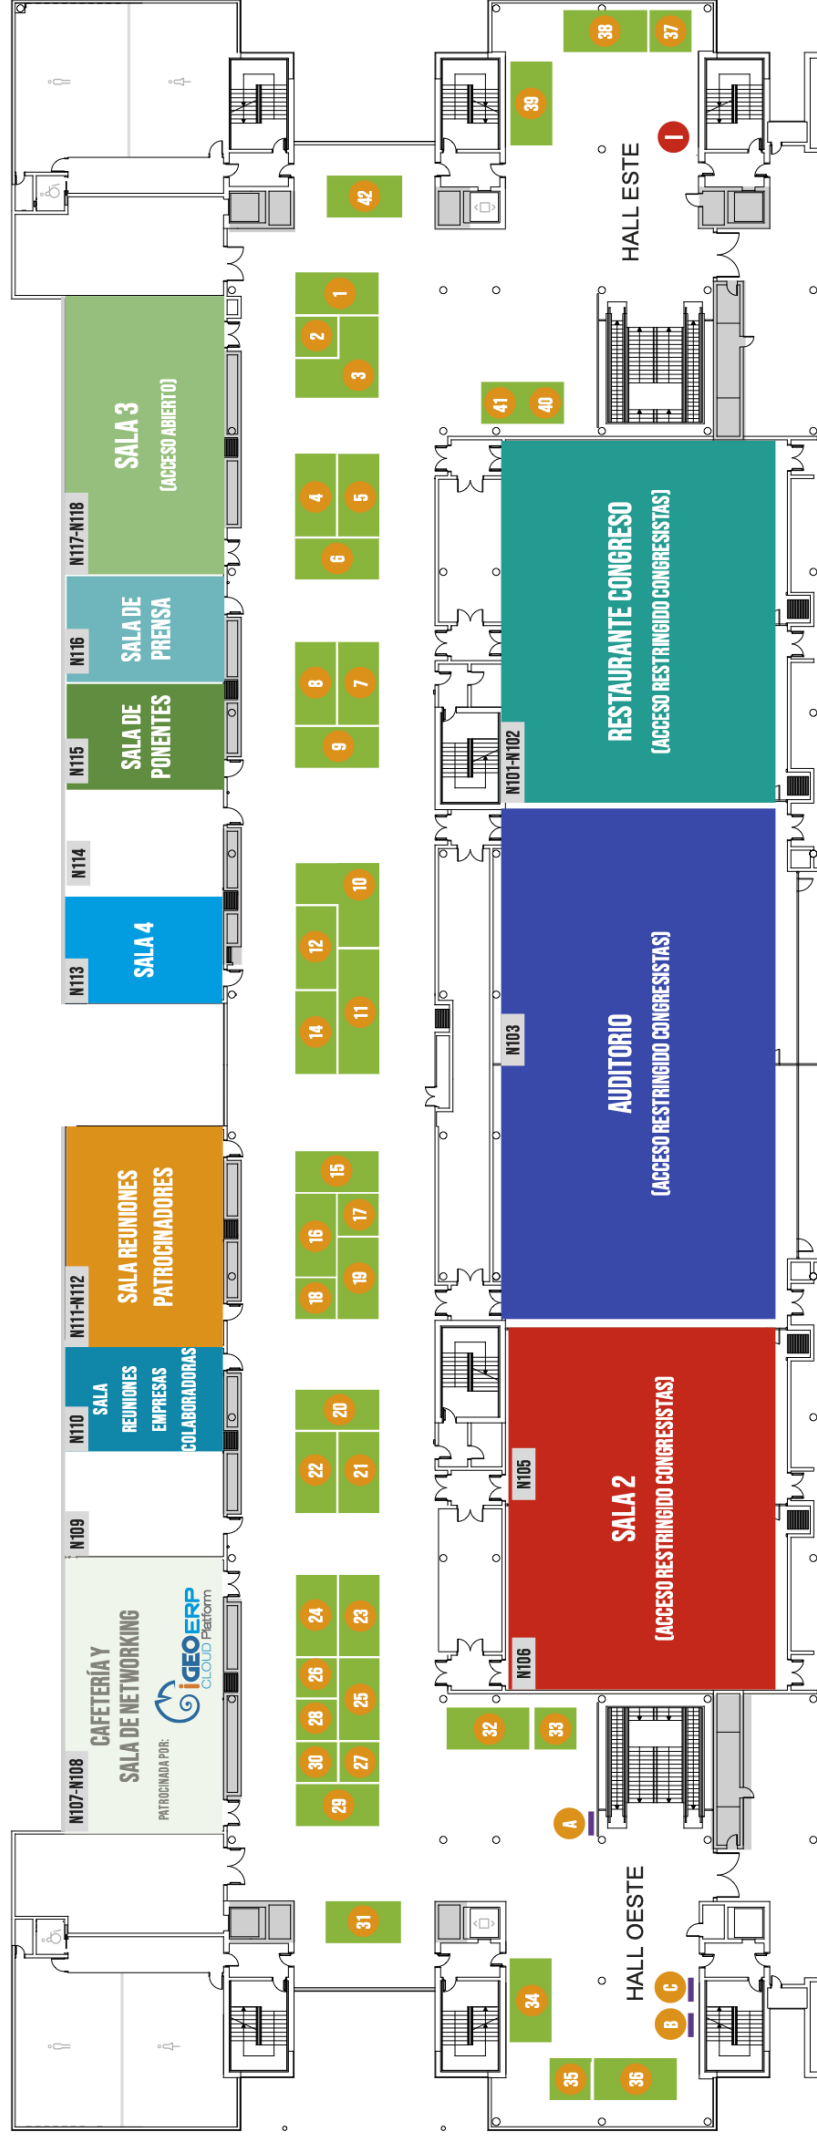 N107-N108
CAFETERÍA Y
SALA DE NETWORKING
PATROCINADA POR:
iGEOERP
CLOUD Platform
N109
N110
SALA
REUNIONES
EMPRESAS
COLABORADORAS
N111-N112
SALA REUNIONES
PATROCINADORES
N113
SALA 4
N114
N115
SALA DE
PONENTES
N116
SALA DE
PRENSA
N117-N118
SALA 3
(ACCESO ABIERTO)
31
29
30
27
28
25
26
24
23
22
21
20
18
19
16
17
15
14
11
12
10
9
8
7
6
4
5
3
2
1
42
32
33
A
HALL OESTE
34
35
36
B
C
N106
N105
SALA 2
(ACCESO RESTRINGIDO CONGRESISTAS)
N103
AUDITORIO
(ACCESO RESTRINGIDO CONGRESISTAS)
N101-N102
RESTAURANTE CONGRESO
(ACCESO RESTRINGIDO CONGRESISTAS)
41
40
HALL ESTE
I
39
38
37